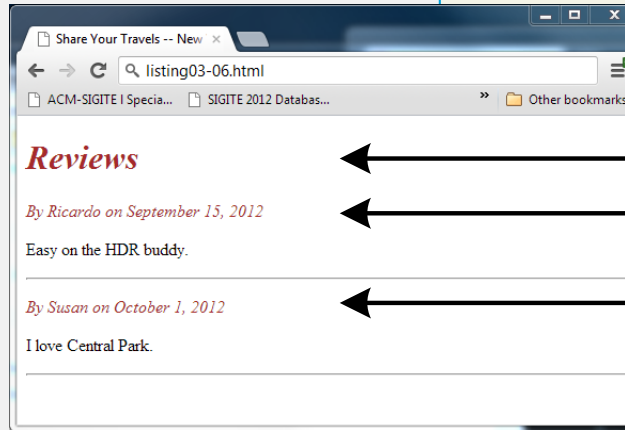 Share Your Travels -- New
listing03-06.html
ACM-SIGITE I Specia... SIGITE 2012 Databas... » Other bookmarks
Reviews
By Ricardo on September 15, 2012
Easy on the HDR buddy.
By Susan on October 1, 2012
I love Central Park.